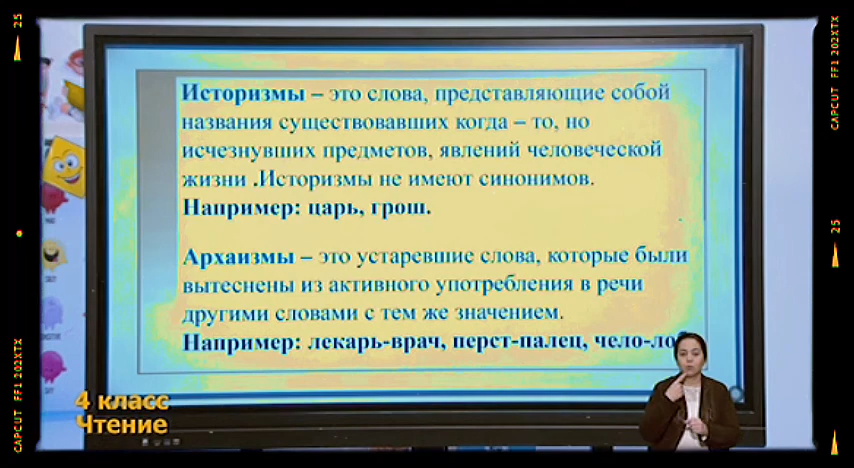 Историзмы – это слова, представляющие собой
названия существовавших когда – то, но
исчезнувших предметов, явлений человеческой
жизни .Историзмы не имеют синонимов.
Например: царь, грош.
Архаизмы – это устаревшие слова, которые были
вытеснены из активного употребления в речи
другими словами с тем же значением.
Например: лекарь-врач, перст-палец,
4 класс
Чтение
25
CAPCUT FF1 202XTX
CAPCUT FF1 202XTX
25